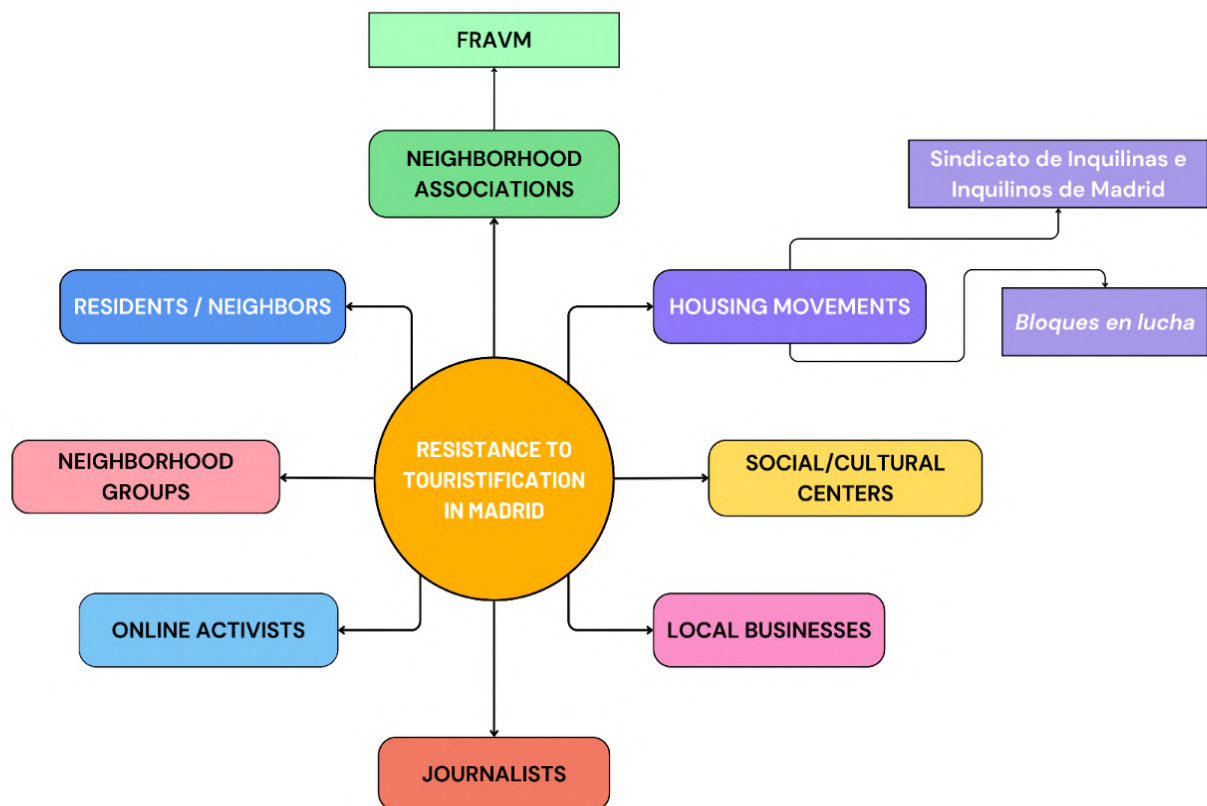 FRAVM
NEIGHBORHOOD
ASSOCIATIONS
Sindicato de Inquilinas e
Inquilinos de Madrid
RESIDENTS / NEIGHBORS
HOUSING MOVEMENTS
Bloques en lucha
RESISTANCE TO
TOURISTIFICATION
IN MADRID
NEIGHBORHOOD
GROUPS
SOCIAL/CULTURAL
CENTERS
ONLINE ACTIVISTS
LOCAL BUSINESSES
JOURNALISTS